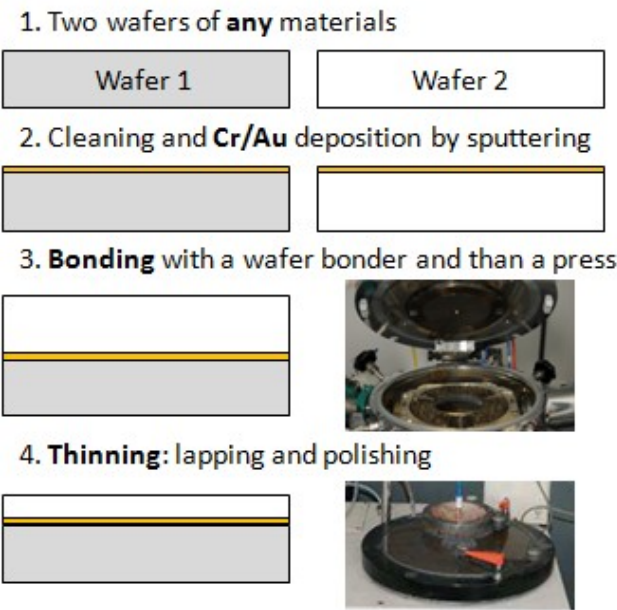 1. Two wafers of any materials
Wafer 1
Wafer 2
2. Cleaning and Cr/Au deposition by sputtering
3. Bonding with a wafer bonder and than a press
4. Thinning: lapping and polishing